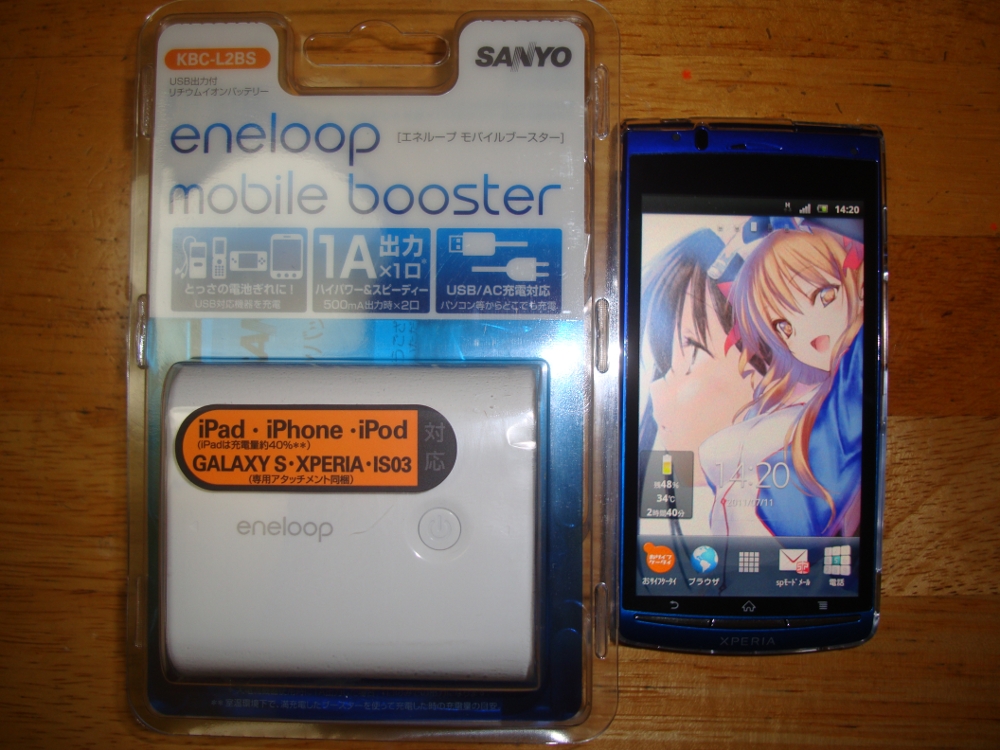 KBC-L2BS
SANYO
USB出力付
リチウムイオンバッテリー
eneloop
[エネループ モバイルブースター]
mobile booster
とっさの電池ぎれに!
USB対応機器を充電
1A出力
×1口
ハイパワー&スピーディー
500mA出力時×2口
USB/AC充電対応
パソコン等からどこでも充電
iPad・iPhone・iPod
(iPadは充電量約40%**)
GALAXY S・XPERIA・IS03
(専用アタッチメント同梱)
対応
eneloop
14:20
14:20
2011/07/11
残48%
34℃
2時間40分
おサイフケータイ
ブラウザ
spモードメール
電話
XPERIA